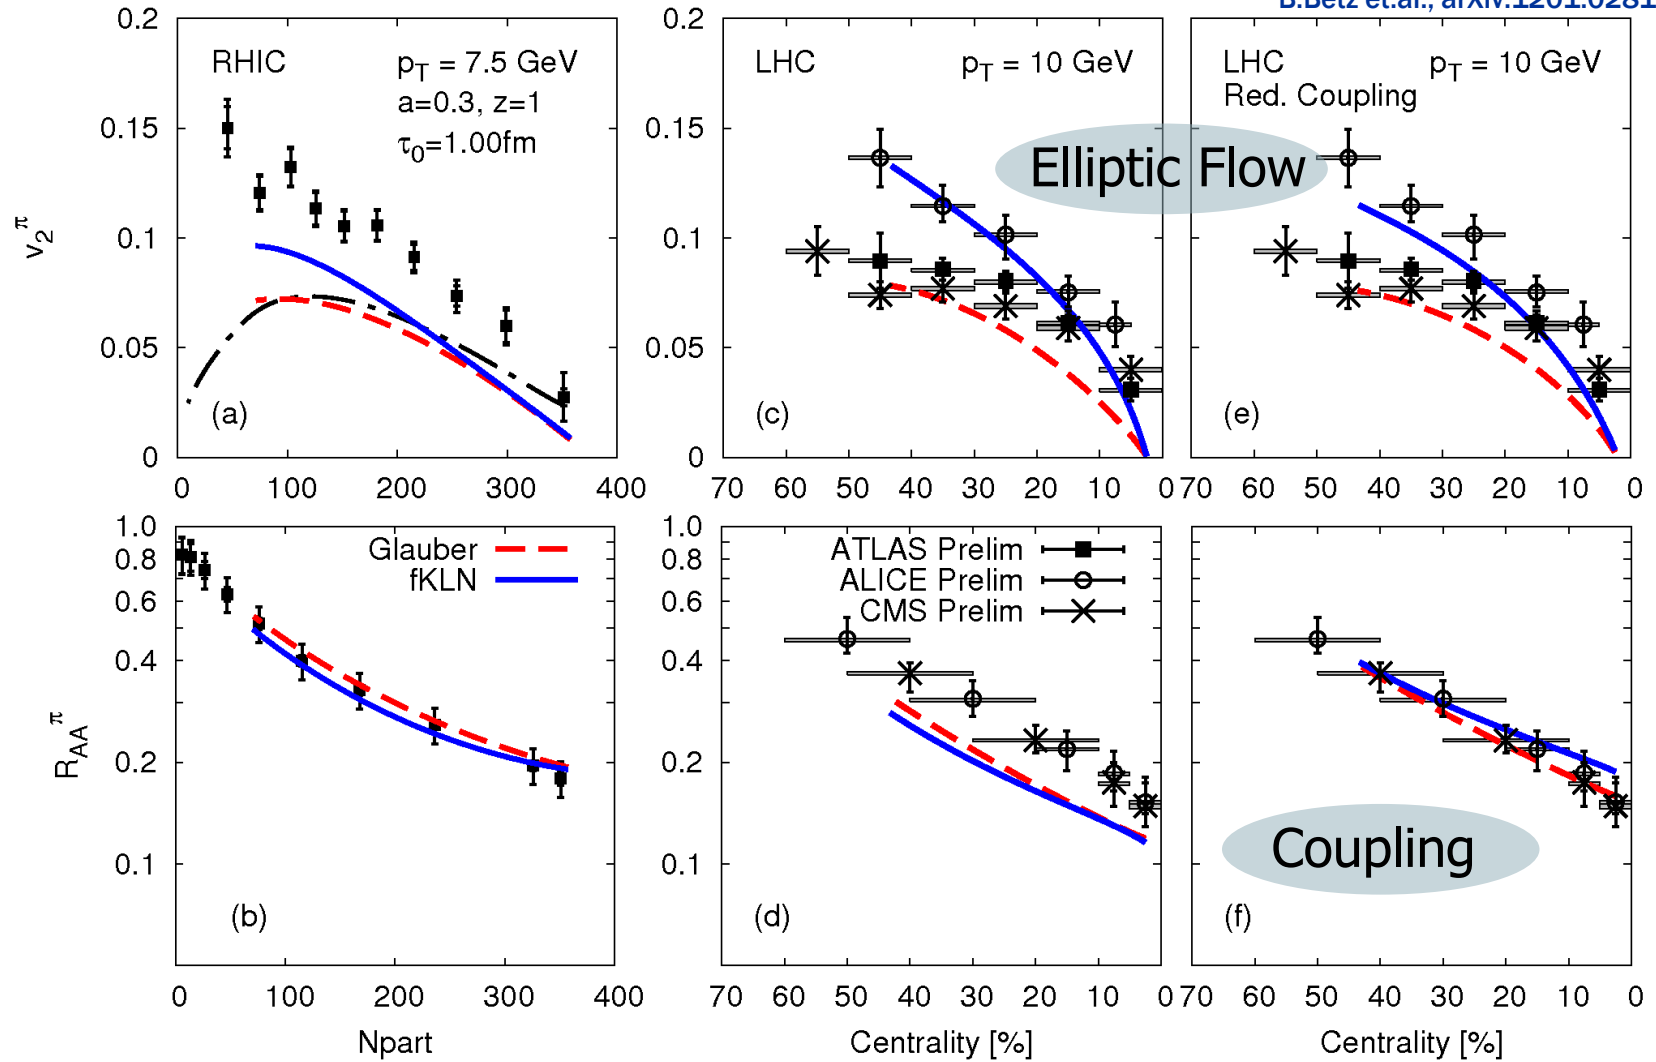 B.Betz et.al., arXiv:1201.0281
0.2
0.15
0.1
0.05
0
v2π
RHIC
pT = 7.5 GeV
a=0.3, z=1
τ0=1.00fm
(a)
0 100 200 300 400
0.2
0.15
0.1
0.05
0
LHC
pT = 10 GeV
(c)
70 60 50 40 30 20 10 0
Elliptic Flow
LHC
pT = 10 GeV
Red. Coupling
(e)
70 60 50 40 30 20 10 0
1.0
0.8
0.6
0.4
0.2
0.1
RAAπ
Glauber
fKLN
(b)
0 100 200 300 400
Npart
1.0
0.8
0.6
0.4
0.2
0.1
ATLAS Prelim
ALICE Prelim
CMS Prelim
(d)
70 60 50 40 30 20 10 0
Centrality [%]
Coupling
(f)
70 60 50 40 30 20 10 0
Centrality [%]